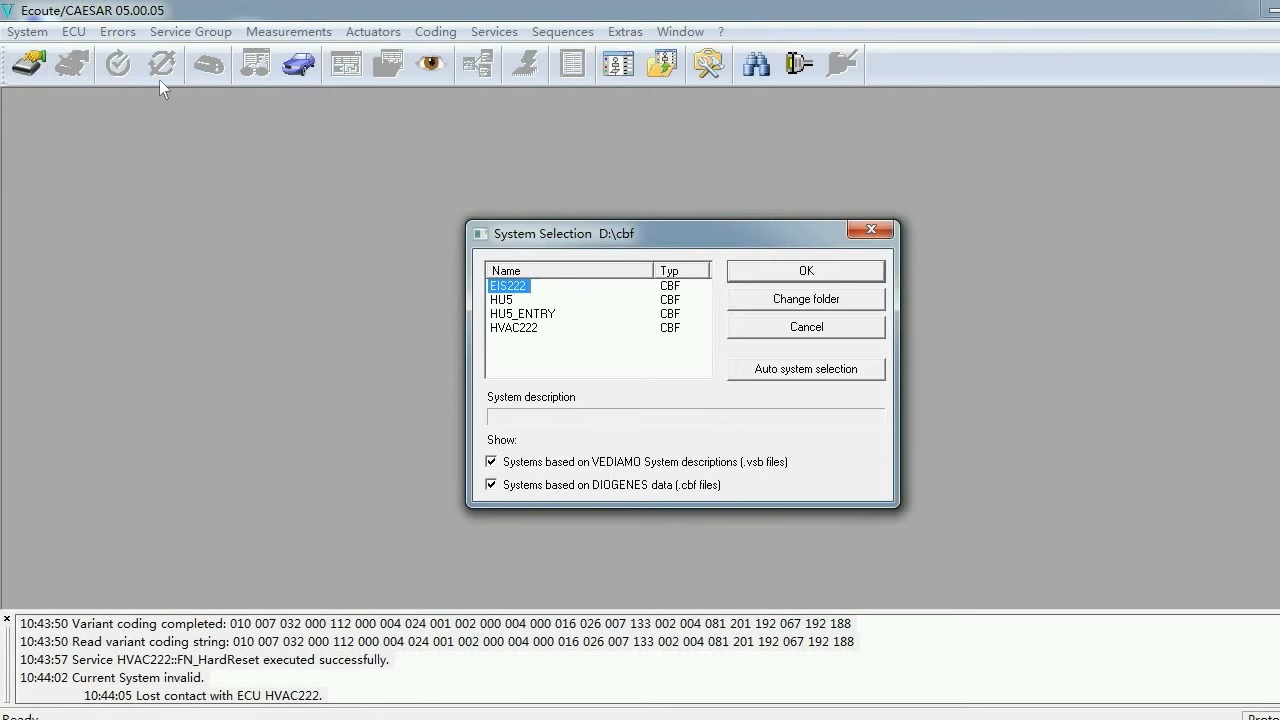 Ecoute/CAESAR 05.00.05
System ECU Errors Service Group Measurements Actuators Coding Services Sequences Extras Window ?
System Selection D:\cbf
Name Typ
EIS222 CBF
HU5 CBF
HU5_ENTRY CBF
HVAC222 CBF
OK
Change folder
Cancel
Auto system selection
System description
Show:
Systems based on VEDIAMO System descriptions (.vsb files)
Systems based on DIOGENES data (.cbf files)
10:43:50 Variant coding completed: 010 007 032 000 112 000 004 024 001 002 000 004 000 016 026 007 133 002 004 081 201 192 067 192 188
10:43:50 Read variant coding string: 010 007 032 000 112 000 004 024 001 002 000 004 000 016 026 007 133 002 004 081 201 192 067 192 188
10:43:57 Service HVAC222::FN_HardReset executed successfully.
10:44:02 Current System invalid.
10:44:05 Lost contact with ECU HVAC222.
Ready